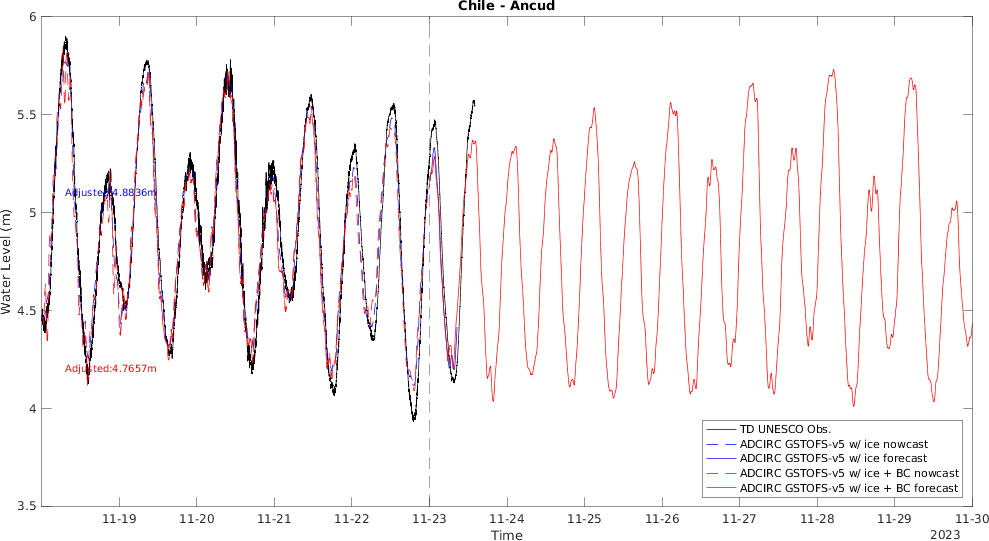 Chile - Ancud
6
5.5
5
4.5
4
3.5
Water Level (m)
Adjusted:4.8836m
Adjusted:4.7657m
TD UNESCO Obs.
ADCIRC GSTOFS-v5 w/ ice nowcast
ADCIRC GSTOFS-v5 w/ ice forecast
ADCIRC GSTOFS-v5 w/ ice + BC nowcast
ADCIRC GSTOFS-v5 w/ ice + BC forecast
11-19 11-20 11-21 11-22 11-23 11-24 11-25 11-26 11-27 11-28 11-29 11-30
Time
2023